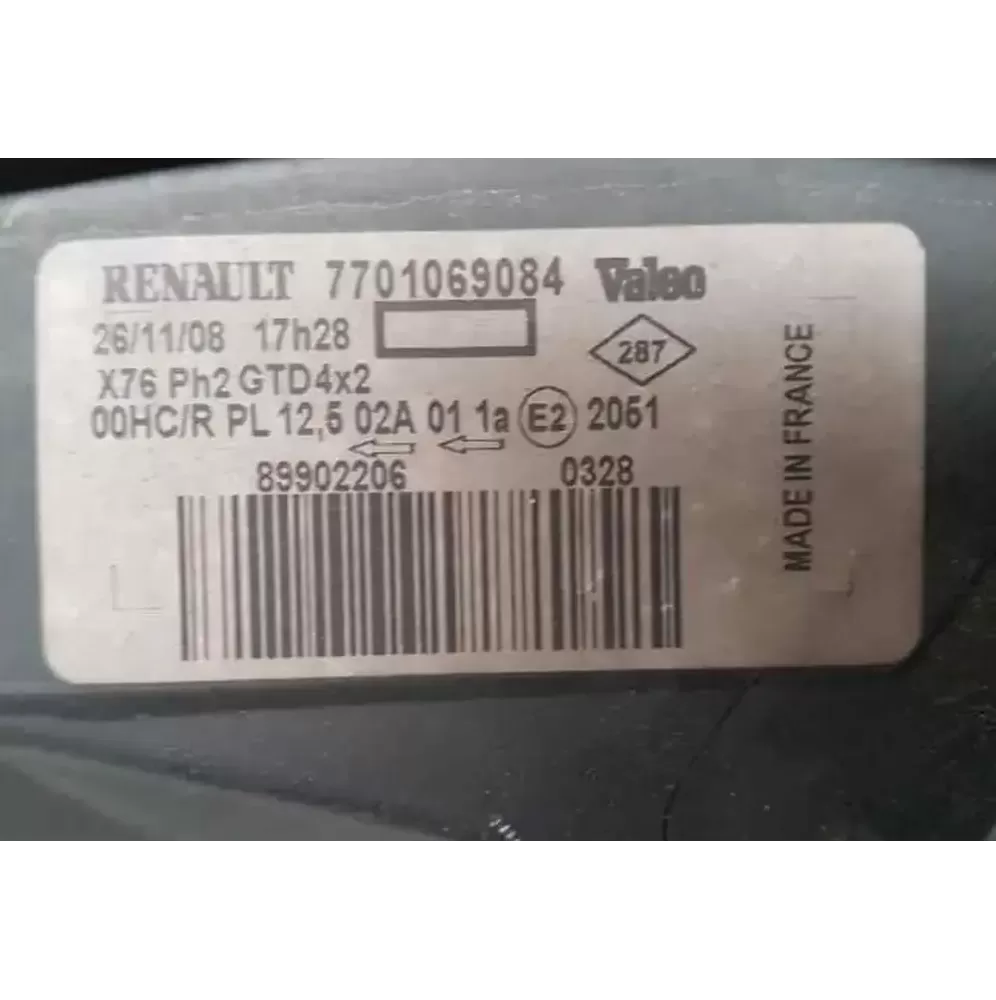 RENAULT 7701069084 Valeo
26/11/08 17h28
287
X76 Ph2 GTD4x2
00HC/R PL 12,5 02A 01 1a E2 2051
89902206 0328
MADE IN FRANCE